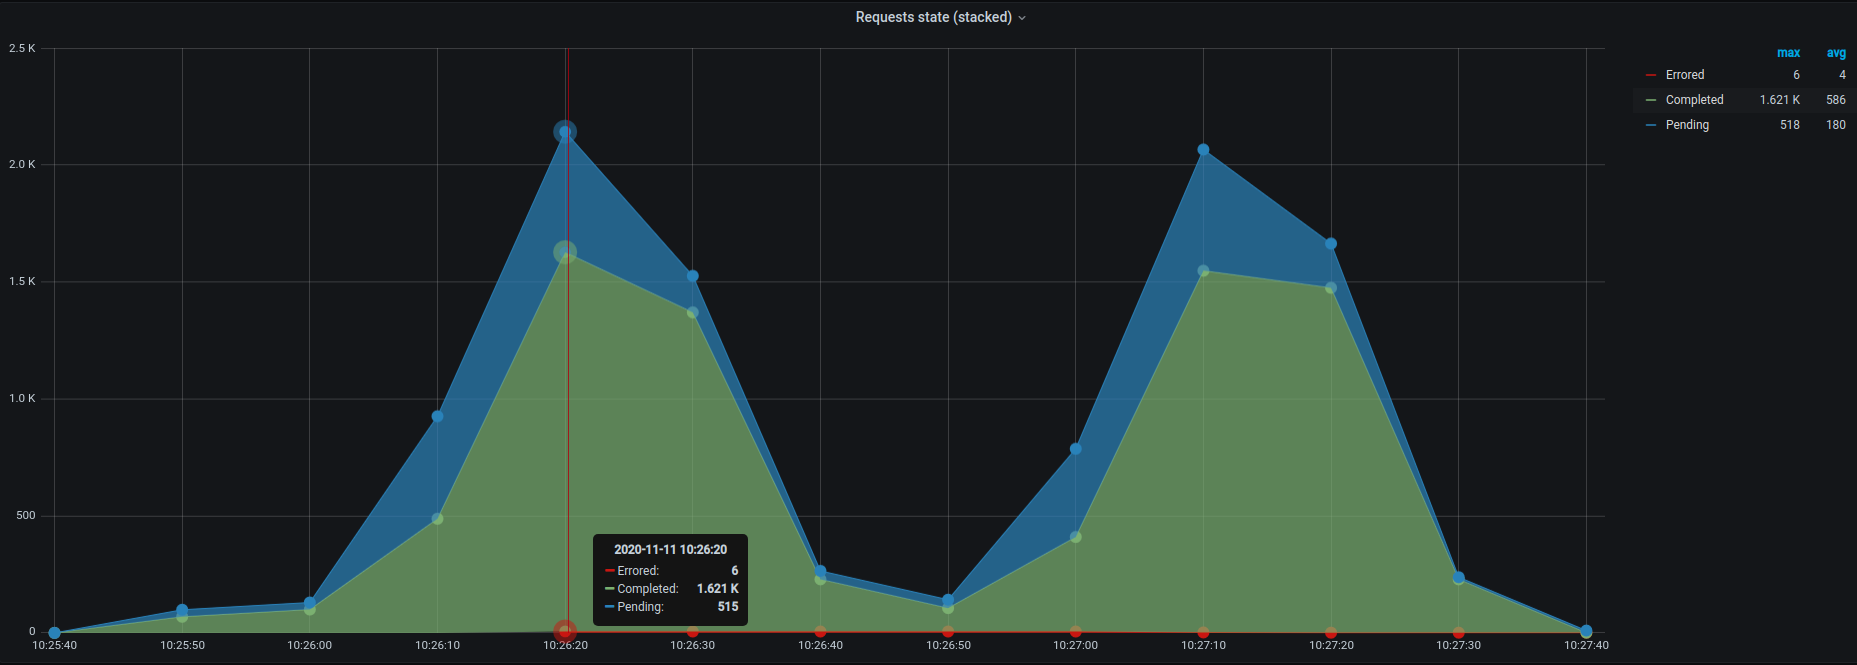 Requests state (stacked)
2.5 K
2.0 K
1.5 K
1.0 K
500
0
10:25:40 10:25:50 10:26:00 10:26:10 10:26:20 10:26:30 10:26:40 10:26:50 10:27:00 10:27:10 10:27:20 10:27:30 10:27:40
2020-11-11 10:26:20
Errored: 6
Completed: 1.621 K
Pending: 515
max avg
Errored 6 4
Completed 1.621 K 586
Pending 518 180